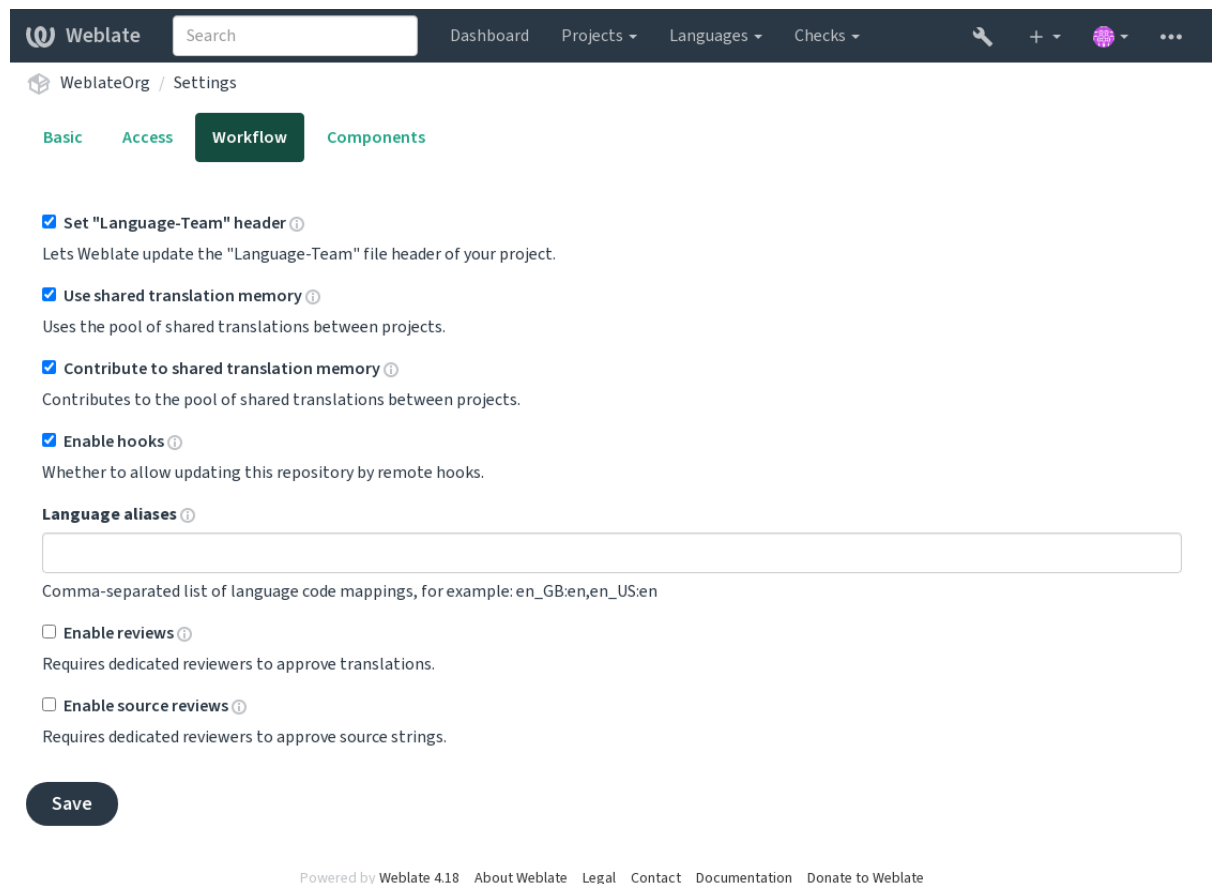 Weblate Search Dashboard Projects Languages Checks
WeblateOrg / Settings
Basic Access Workflow Components
Set "Language-Team" header
Lets Weblate update the "Language-Team" file header of your project.
Use shared translation memory
Uses the pool of shared translations between projects.
Contribute to shared translation memory
Contributes to the pool of shared translations between projects.
Enable hooks
Whether to allow updating this repository by remote hooks.
Language aliases
Comma-separated list of language code mappings, for example: en_GB:en,en_US:en
Enable reviews
Requires dedicated reviewers to approve translations.
Enable source reviews
Requires dedicated reviewers to approve source strings.
Save
Powered by Weblate 4.18 About Weblate Legal Contact Documentation Donate to Weblate